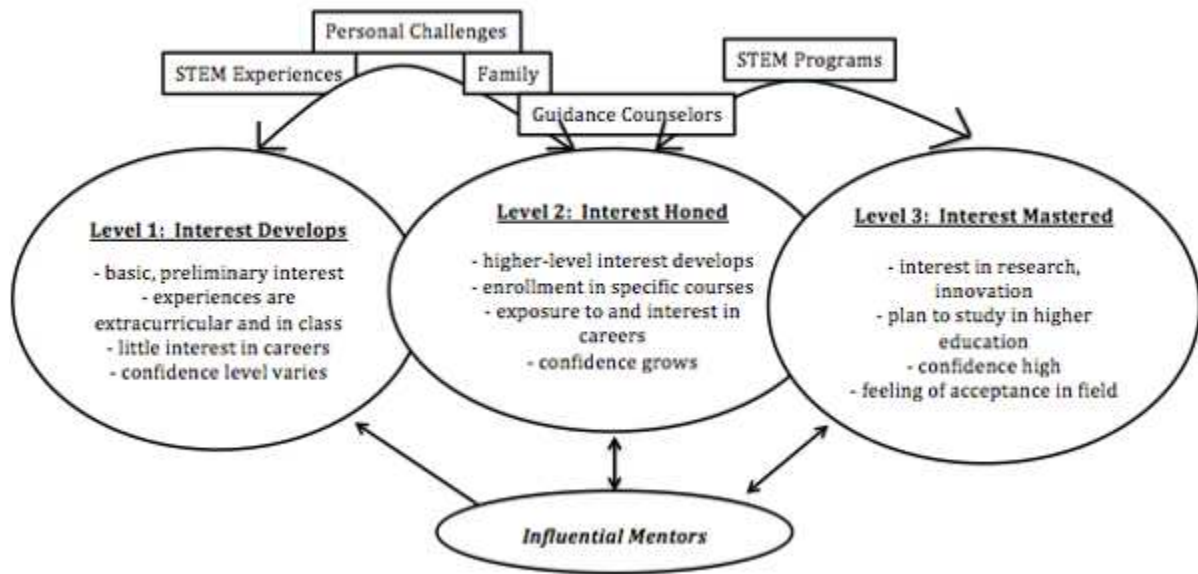 Personal Challenges
STEM Experiences
Family
STEM Programs
Guidance Counselors
Level 1: Interest Develops
- basic, preliminary interest
- experiences are
extracurricular and in class
- little interest in careers
- confidence level varies
Level 2: Interest Honed
- higher-level interest develops
- enrollment in specific courses
- exposure to and interest in
careers
- confidence grows
Level 3: Interest Mastered
- interest in research,
innovation
- plan to study in higher
education
- confidence high
- feeling of acceptance in field
Influential Mentors